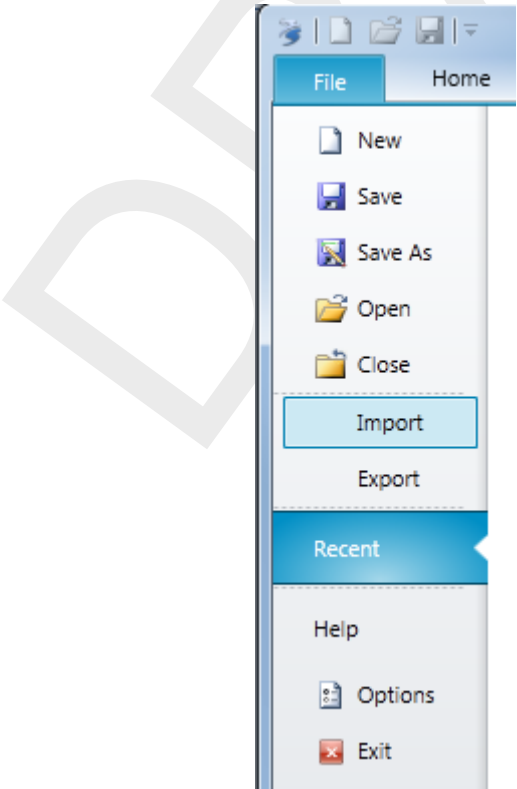 File Home
New
Save
Save As
Open
Close
Import
Export
Recent
Help
Options
Exit